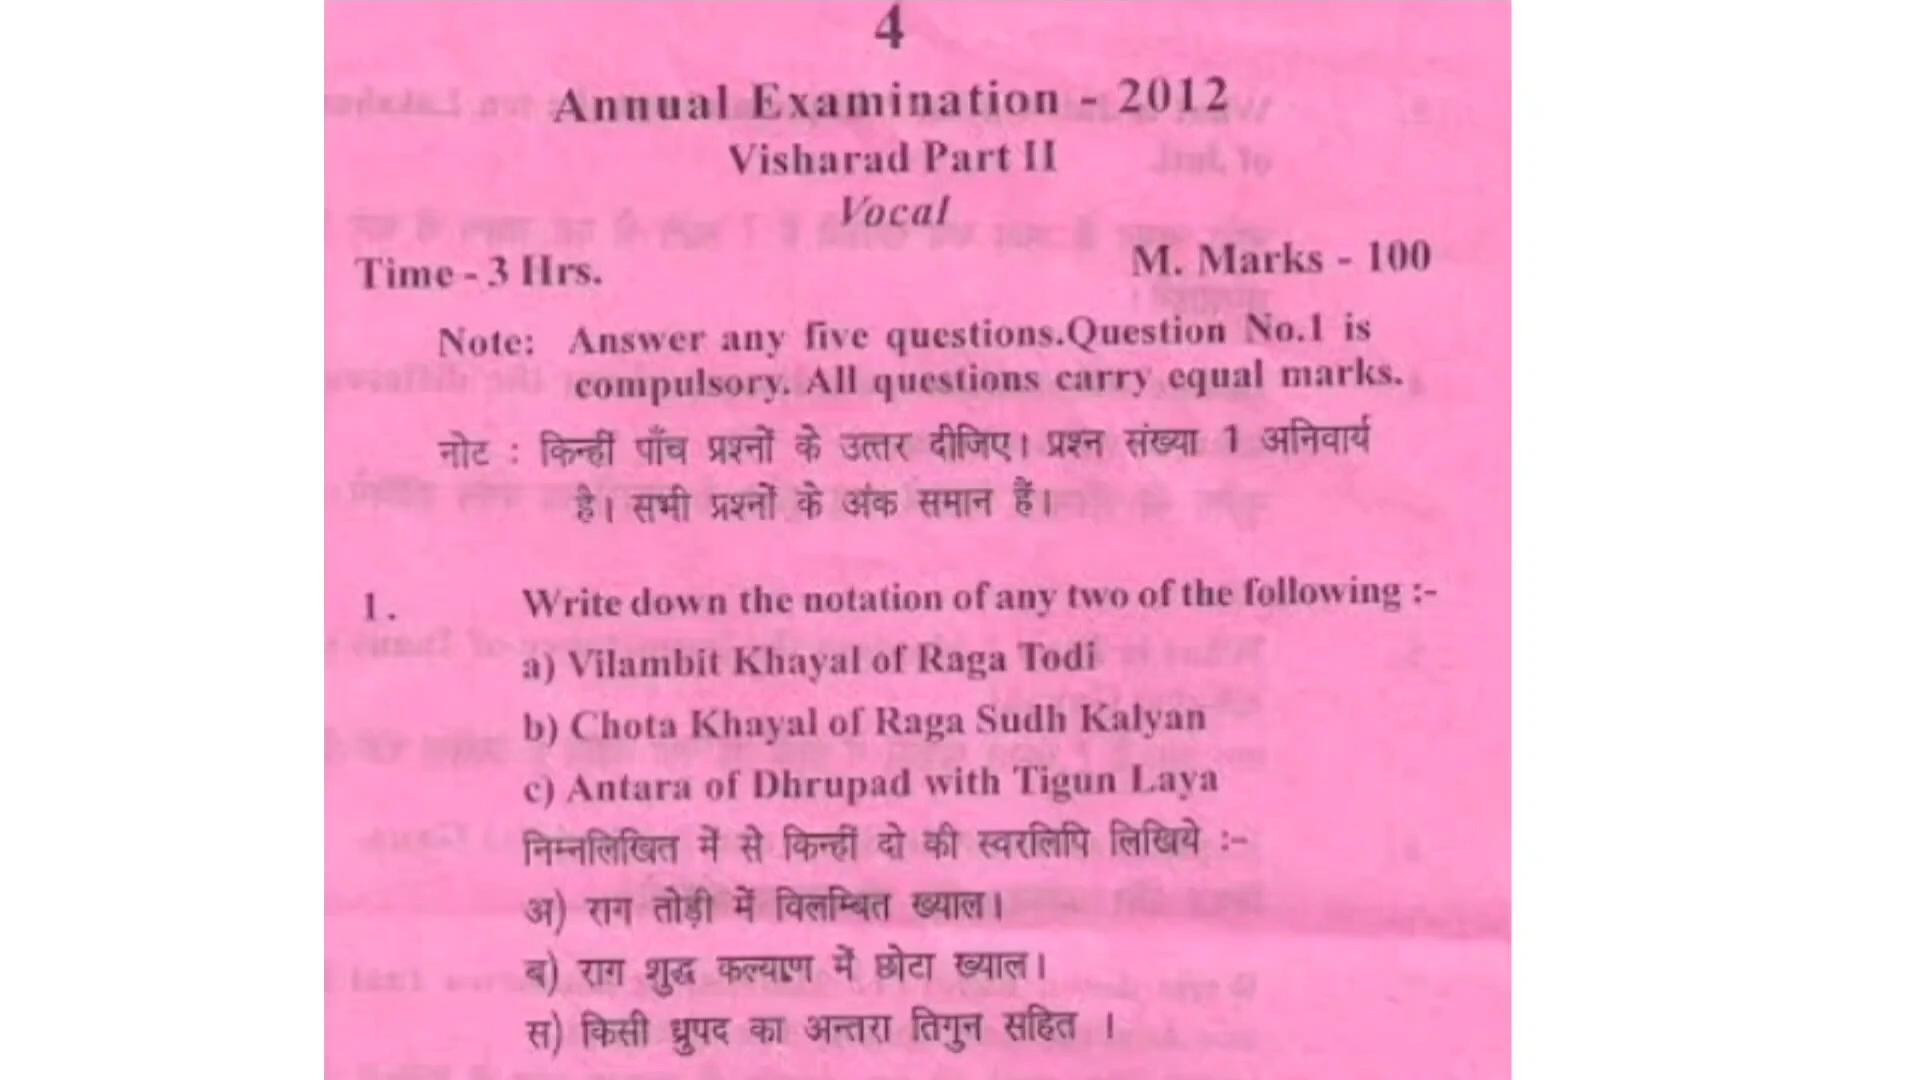 4
Annual Examination - 2012
Visharad Part II
Vocal
Time - 3 Hrs.
M. Marks - 100
Note: Answer any five questions.Question No.1 is
compulsory. All questions carry equal marks.
नोट : किन्हीं पाँच प्रश्नों के उत्तर दीजिए। प्रश्न संख्या 1 अनिवार्य
है। सभी प्रश्नों के अंक समान हैं।
1. Write down the notation of any two of the following :-
a) Vilambit Khayal of Raga Todi
b) Chota Khayal of Raga Sudh Kalyan
c) Antara of Dhrupad with Tigun Laya
निम्नलिखित में से किन्हीं दो की स्वरलिपि लिखिये :-
अ) राग तोड़ी में विलम्बित ख्याल।
ब) राग शुद्ध कल्याण में छोटा ख्याल।
स) किसी ध्रुपद का अन्तरा तिगुन सहित ।